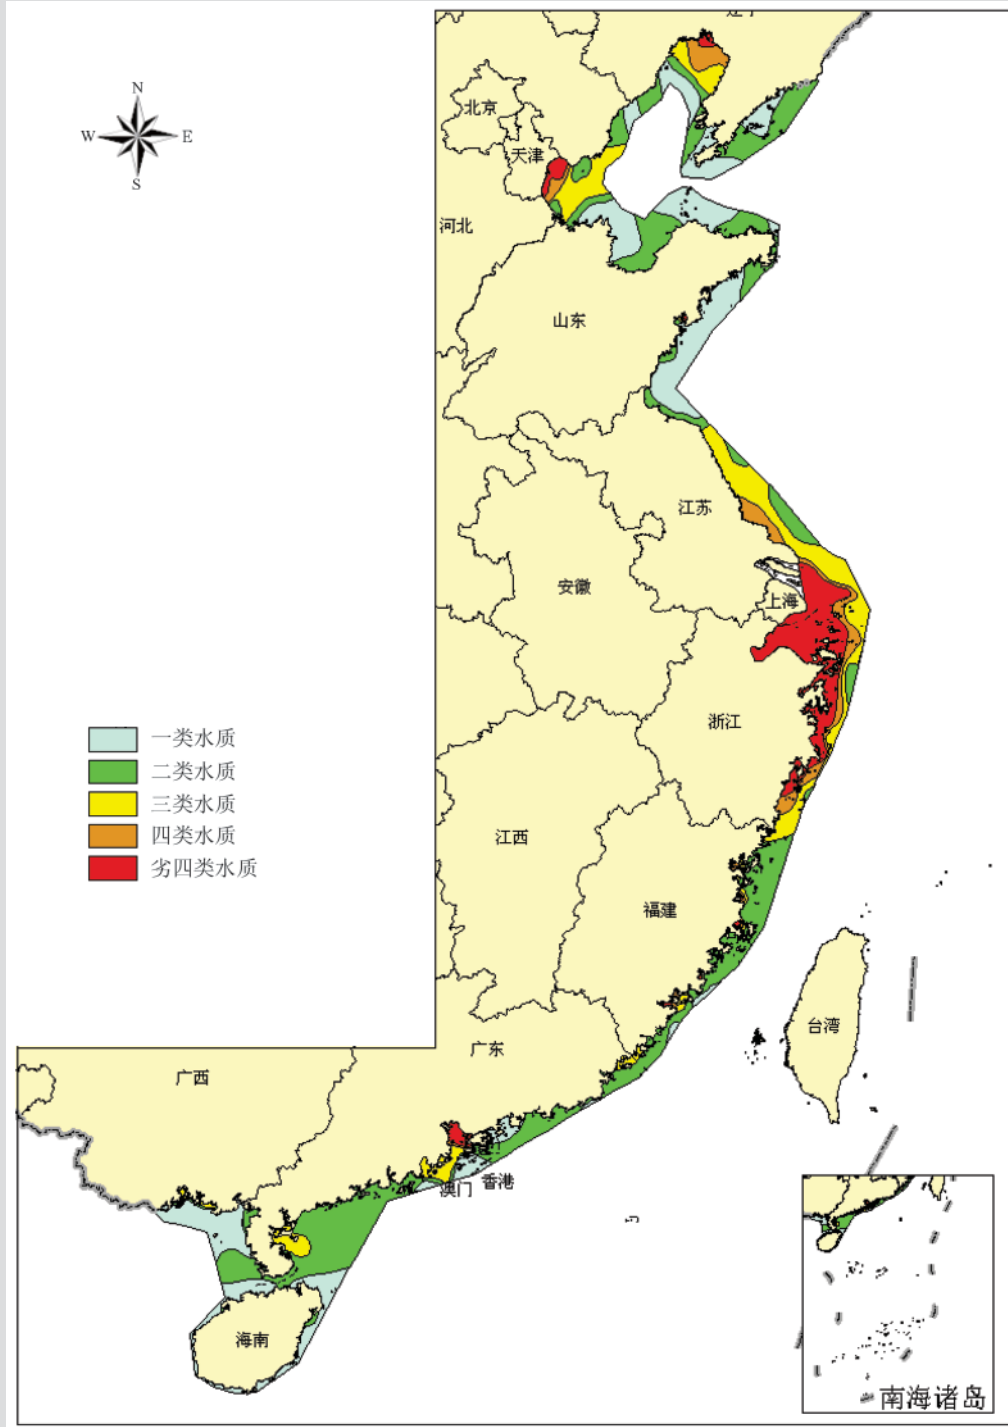 辽宁
N
W E
S
北京
天津
河北
山东
江苏
安徽
上海
浙江
一类水质
二类水质
三类水质
四类水质
劣四类水质
江西
福建
台湾
广东
广西
香港
澳门
海南
南海诸岛